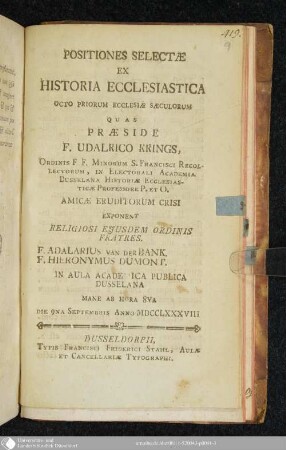 419.
9
POSITIONES SELECTÆ
EX
HISTORIA ECCLESIASTICA
OCTO PRIORUM ECCLESIÆ SÆCULORUM
QUAS
PRÆSIDE
F. UDALRICO KRINGS,
ORDINIS F F. MINORUM S. FRANCISCI RECOL-
LECTORUM, IN ELECTORALI ACADEMIA
DUSSELANA HISTORIÆ ECCLESIAS-
TICÆ PROFESSORE P. ET O.
AMICÆ ERUDITORUM CRISI
EXPONENT
RELIGIOSI EJUSDEM ORDINIS
FRATRES.
F. ADALARIUS VAN DER BANK.
F. HIERONYMUS DUMONT.
IN AULA ACADEMICA PUBLICA
DUSSELANA
MANE AB HORA 8VA
DIE 9NA SEPTEMBRIS ANNO MDCCLXXXVIII
DUSSELDORPII,
TYPIS FRANCISCI FRIDERICI STAHL, AULÆ
ET CANCELLARIÆ TYPOGRAPHI.